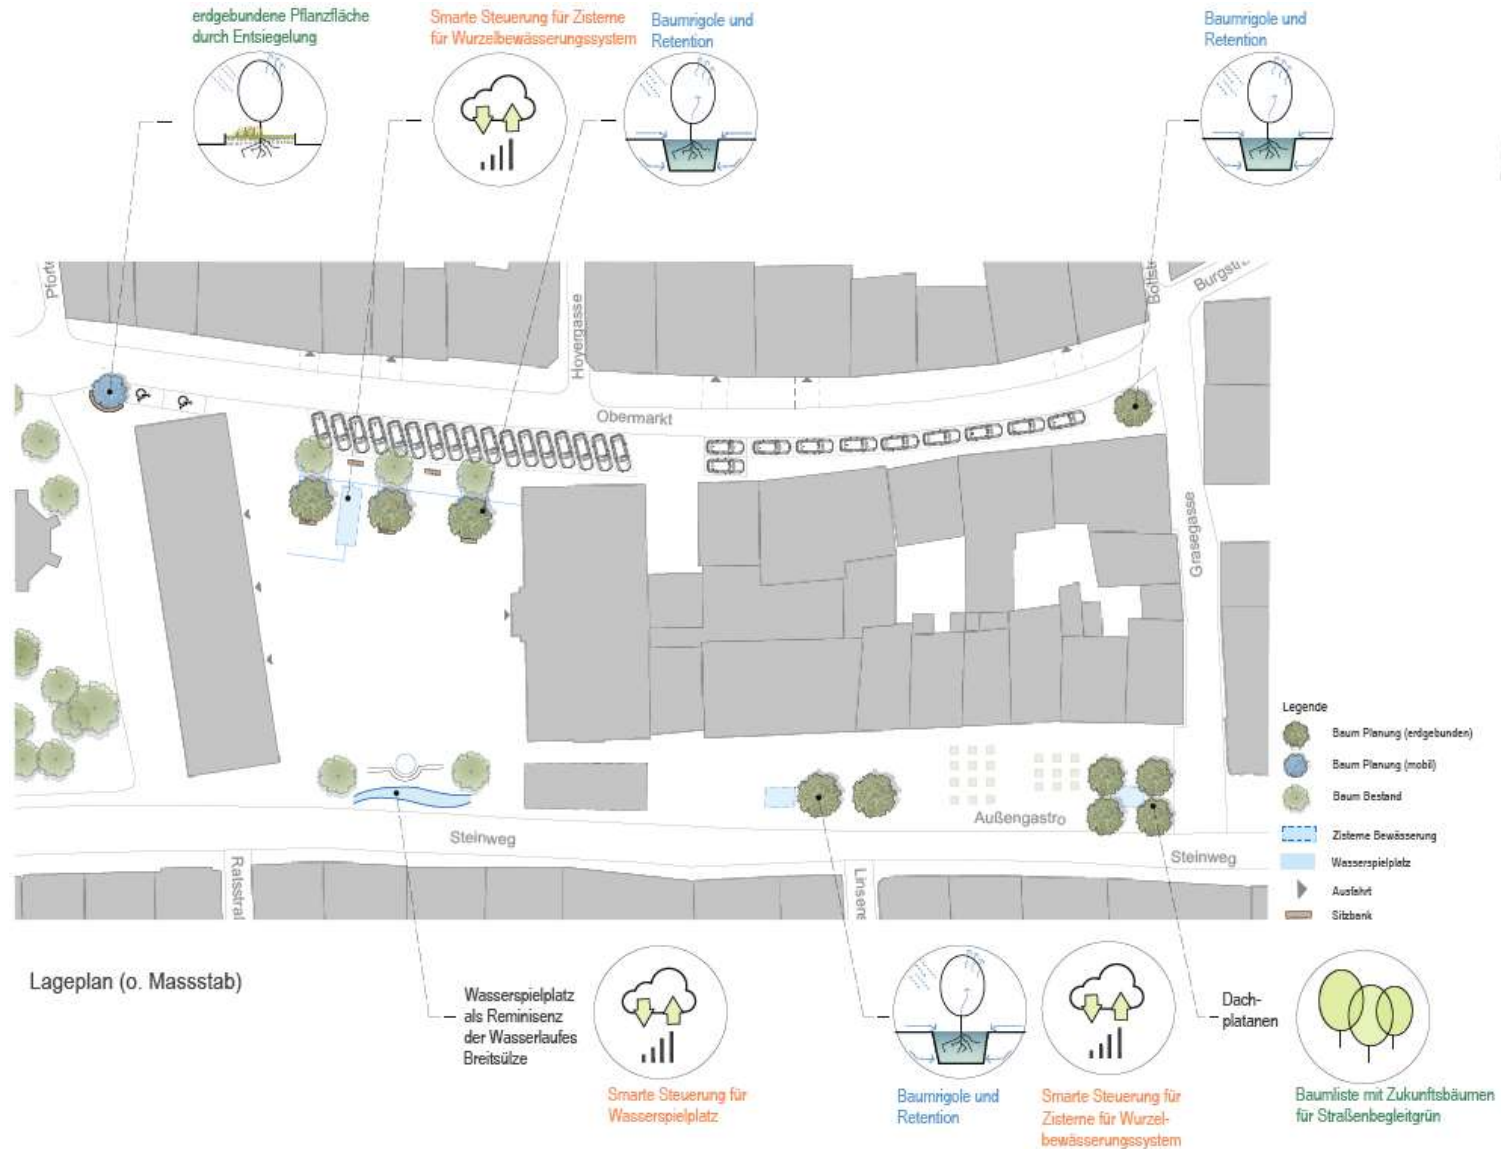 erdgebundene Pflanzfläche
durch Entsiegelung
Smarte Steuerung für Zisterne
für Wurzelbewässerungssystem
Baumrigole und
Retention
Baumrigole und
Retention
Pforte
Hoyergasse
Burgstr
Obermarkt
Grasegasse
Legende
Baum Planung (erdgebunden)
Baum Planung (mobil)
Baum Bestand
Zisterne Bewässerung
Wasserspielplatz
Ausfahrt
Sitzbank
Außengastro
Steinweg
Steinweg
Ratsstraß
Linsens
Lageplan (o. Massstab)
Wasserspielplatz
als Reminisenz
der Wasserlaufes
Breitsülze
Smarte Steuerung für
Wasserspielplatz
Baumrigole und
Retention
Smarte Steuerung für
Zisterne für Wurzel-
bewässerungssystem
Dach-
platanen
Baumliste mit Zukunftsbäumen
für Straßenbegleitgrün